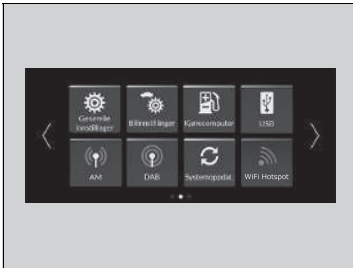 Generelle
innstillinger
Bilinnstillinger
Kjørecomputer
USB
AM
DAB
Systemoppdat.
WiFi Hotspot